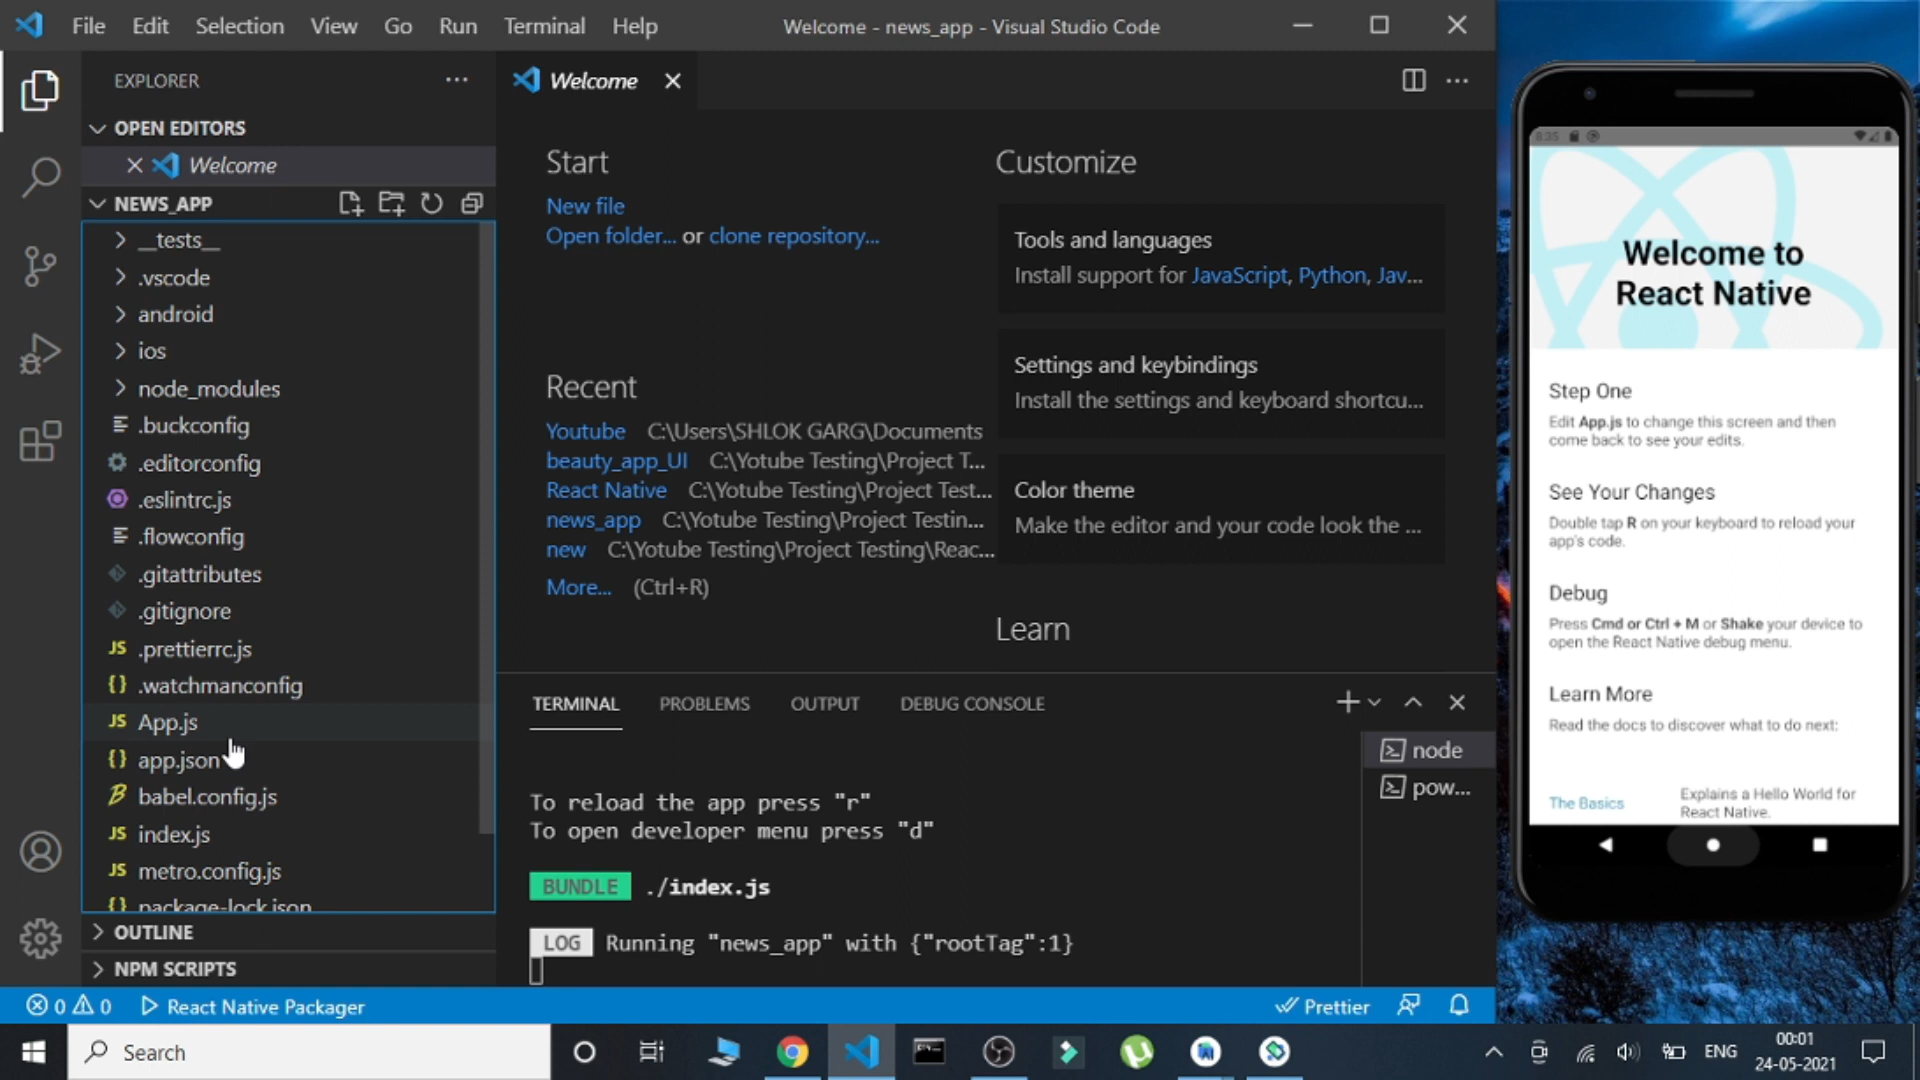 File Edit Selection View Go Run Terminal Help
Welcome - news_app - Visual Studio Code
EXPLORER
OPEN EDITORS
Welcome
NEWS_APP
__tests__
.vscode
android
ios
node_modules
.buckconfig
.editorconfig
.eslintrc.js
.flowconfig
.gitattributes
.gitignore
.prettierrc.js
.watchmanconfig
App.js
app.json
babel.config.js
index.js
metro.config.js
package-lock.json
OUTLINE
NPM SCRIPTS
Welcome
Start
New file
Open folder... or clone repository...
Recent
Youtube C:\Users\SHLOK GARG\Documents
beauty_app_UI C:\Yotube Testing\Project T...
React Native C:\Yotube Testing\Project Test...
news_app C:\Yotube Testing\Project Testin...
new C:\Yotube Testing\Project Testing\Reac...
More... (Ctrl+R)
Customize
Tools and languages
Install support for JavaScript, Python, Jav...
Settings and keybindings
Install the settings and keyboard shortcu...
Color theme
Make the editor and your code look the ...
Learn
TERMINAL PROBLEMS OUTPUT DEBUG CONSOLE
To reload the app press "r"
To open developer menu press "d"
BUNDLE ./index.js
LOG Running "news_app" with {"rootTag":1}
node
pow...
0 0 React Native Packager
Prettier
8:35
Welcome to
React Native
Step One
Edit App.js to change this screen and then
come back to see your edits.
See Your Changes
Double tap R on your keyboard to reload your
app's code.
Debug
Press Cmd or Ctrl + M or Shake your device to
open the React Native debug menu.
Learn More
Read the docs to discover what to do next:
The Basics
Explains a Hello World for
React Native.
Search
ENG
00:01
24-05-2021